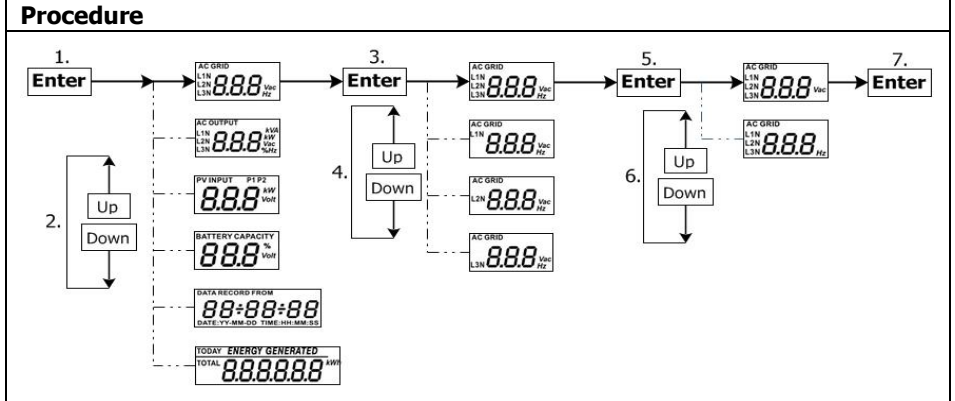 Procedure
1.
Enter
AC GRID
L1N
L2N
L3N
8.8.8. Vac
Hz
3.
Enter
AC GRID
L1N
L2N
L3N
8.8.8. Vac
Hz
5.
Enter
AC GRID
L1N
L2N
L3N
8.8.8. Vac
7.
Enter
AC OUTPUT
L1N
L2N
L3N
8.8.8.
kVA
kW
Vac
%Hz
AC GRID
L1N
8.8.8. Vac
Hz
AC GRID
L1N
L2N
L3N
8.8.8. Hz
2.
Up
Down
PV INPUT P1 P2
8.8.8 kW
Volt
4.
Up
Down
AC GRID
L2N 8.8.8. Vac
Hz
6.
Up
Down
BATTERY CAPACITY
88.8 %
Volt
AC GRID
L3N 8.8.8. Vac
Hz
DATA RECORD FROM
88:88:88
DATE:YY-MM-DD TIME:HH:MM:SS
TODAY ENERGY GENERATED
TOTAL 8.8.8.8.8.8 kWh